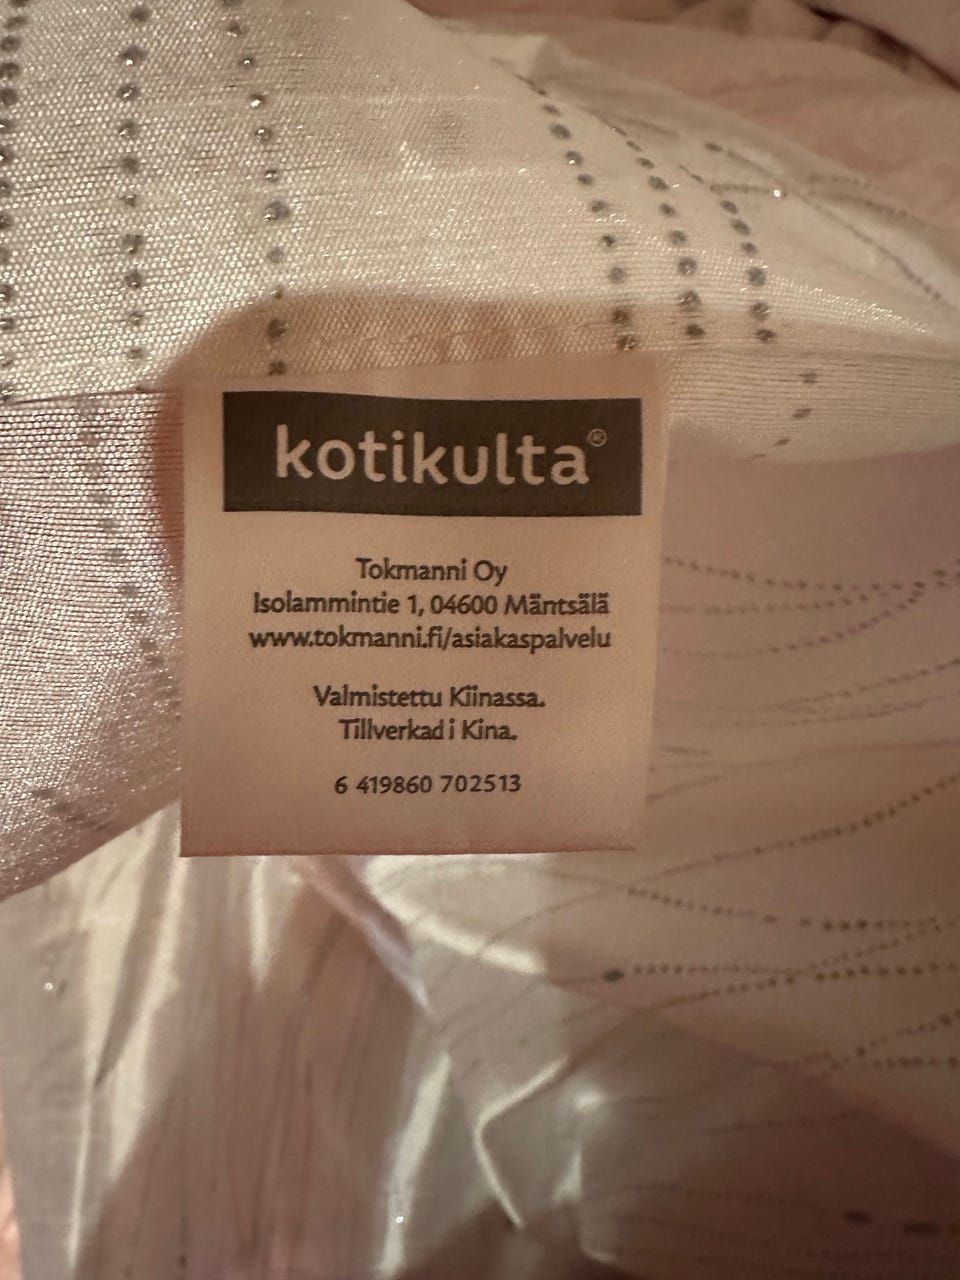 kotikulta®
Tokmanni Oy
Isolammintie 1, 04600 Mäntsälä
www.tokmanni.fi/asiakaspalvelu
Valmistettu Kiinassa.
Tillverkad i Kina.
6 419860 702513